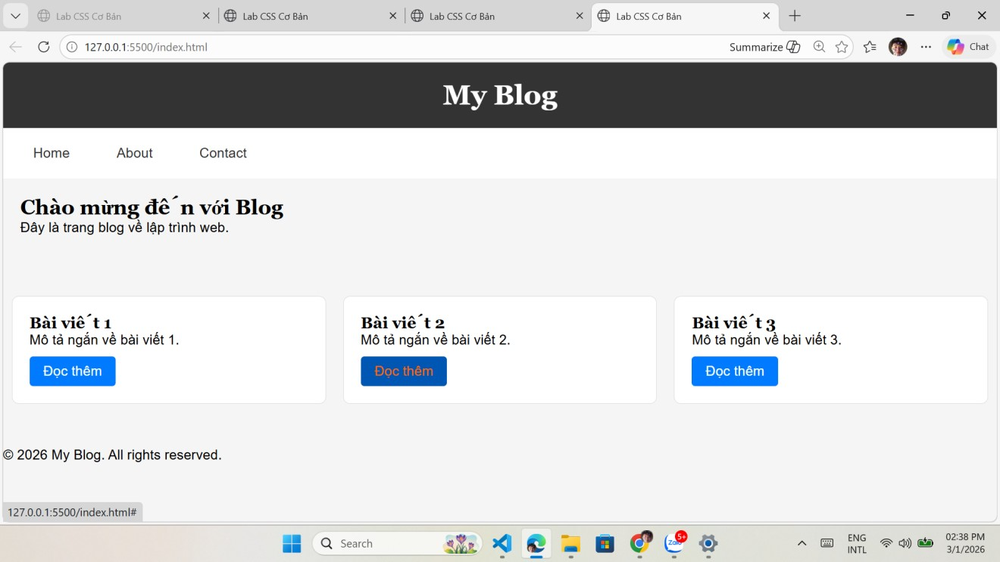 Lab CSS Cơ Bản
Lab CSS Cơ Bản
Lab CSS Cơ Bản
Lab CSS Cơ Bản
127.0.0.1:5500/index.html
Summarize
Chat
My Blog
Home About Contact
Chào mừng đến với Blog
Đây là trang blog về lập trình web.
Bài viết 1
Mô tả ngắn về bài viết 1.
Đọc thêm
Bài viết 2
Mô tả ngắn về bài viết 2.
Đọc thêm
Bài viết 3
Mô tả ngắn về bài viết 3.
Đọc thêm
© 2026 My Blog. All rights reserved.
127.0.0.1:5500/index.html#
Search
Zalo
5+
ENG
INTL
02:38 PM
3/1/2026